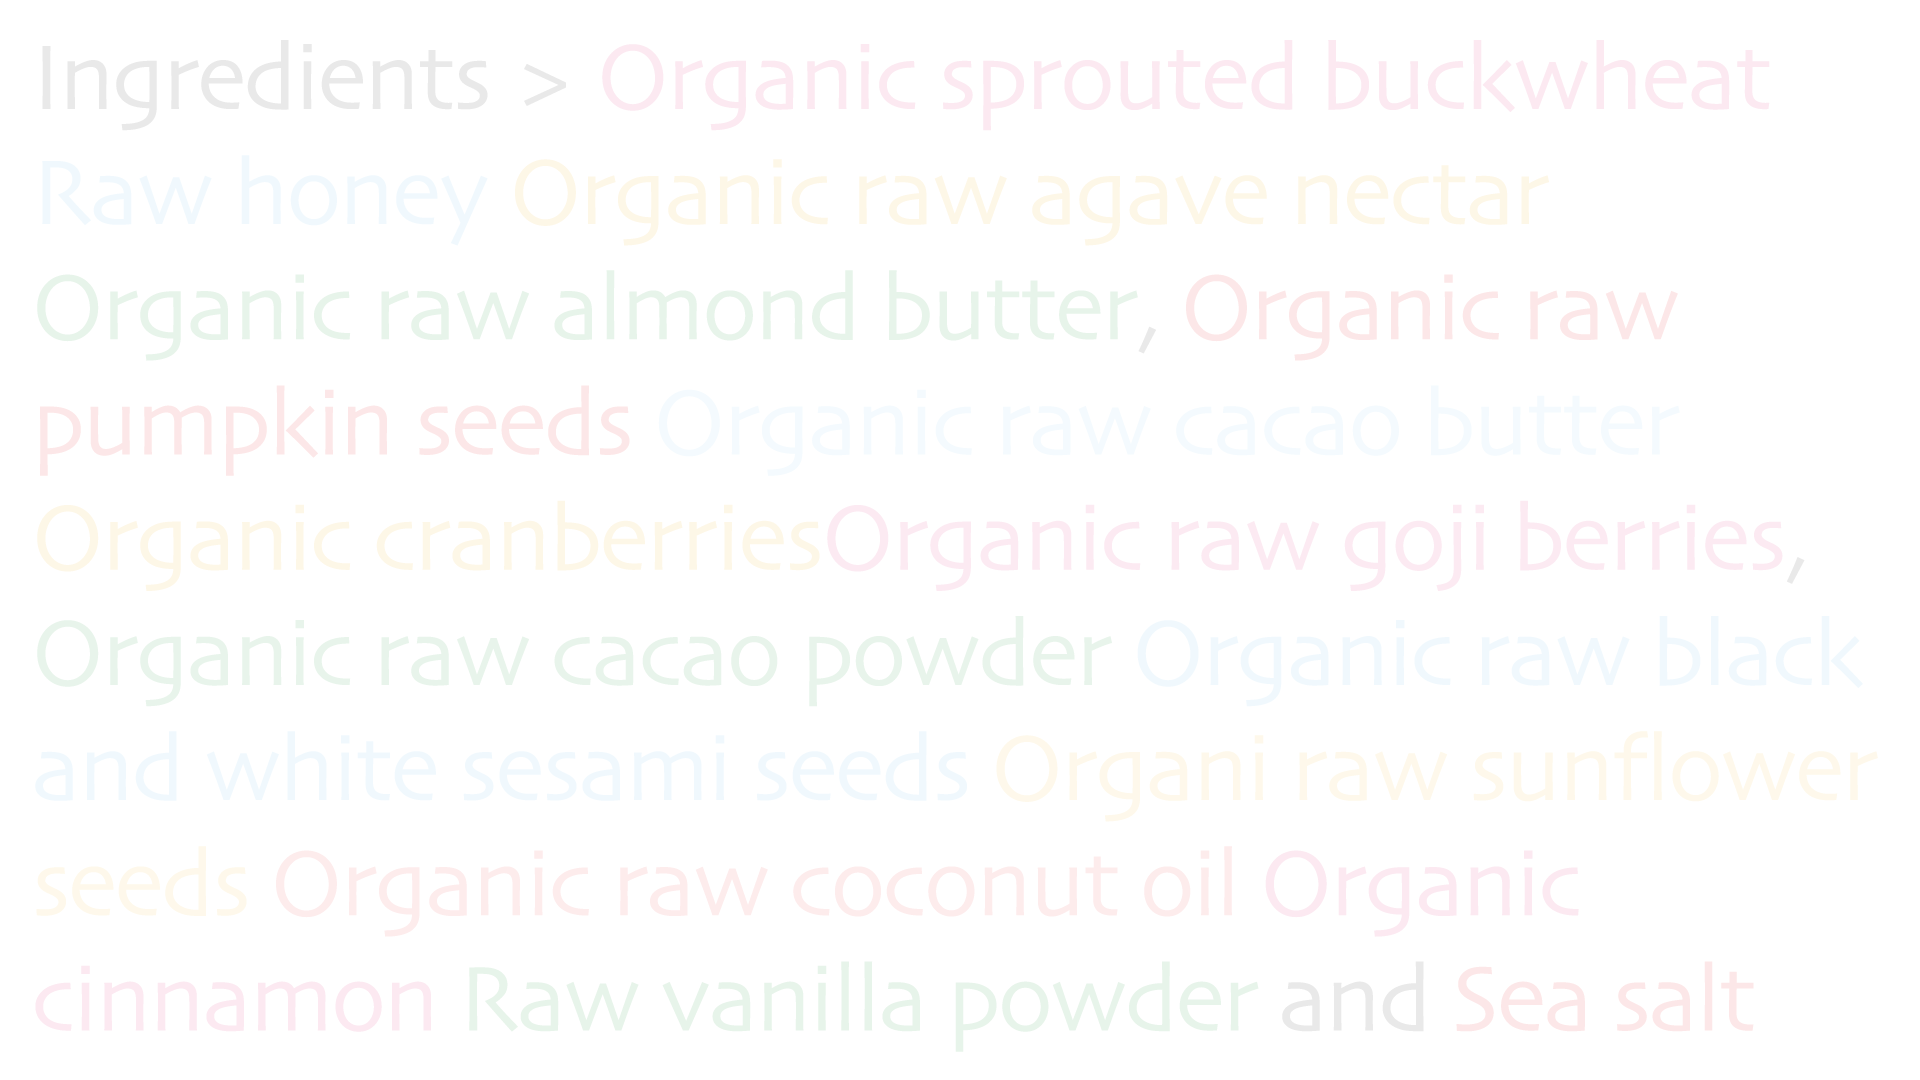 Ingredients > Organic sprouted buckwheat
Raw honey Organic raw agave nectar
Organic raw almond butter, Organic raw
pumpkin seeds Organic raw cacao butter
Organic cranberriesOrganic raw goji berries,
Organic raw cacao powder Organic raw black
and white sesami seeds Organi raw sunflower
seeds Organic raw coconut oil Organic
cinnamon Raw vanilla powder and Sea salt